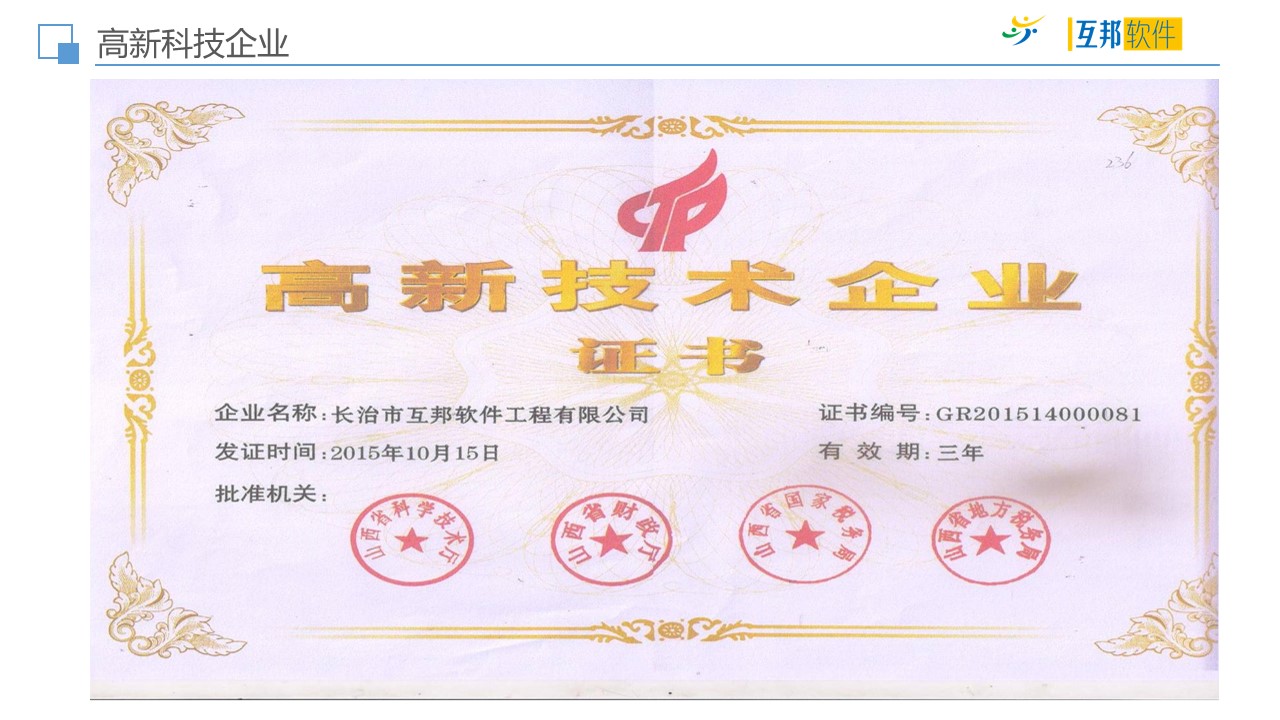 高新科技企业
互邦软件
236
高新技术企业
证书
企业名称:长治市互邦软件工程有限公司
证书编号:GR201514000081
发证时间:2015年10月15日
有效期:三年
批准机关:
山西省科学技术厅
山西省财政厅
山西省国家税务局
山西省地方税务局